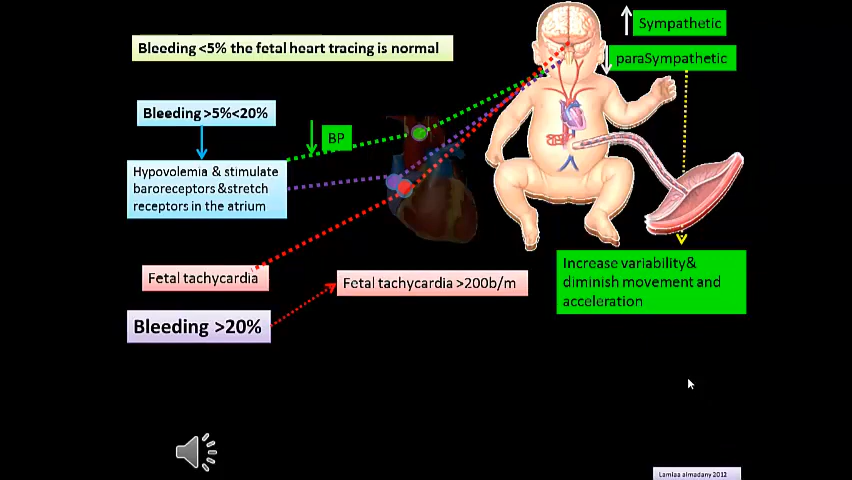 Sympathetic
paraSympathetic
Bleeding <5% the fetal heart tracing is normal
Bleeding >5%<20%
BP
Hypovolemia & stimulate
baroreceptors &stretch
receptors in the atrium
Fetal tachycardia
Fetal tachycardia >200b/m
Bleeding >20%
Increase variability&
diminish movement and
acceleration
Lamiaa almadany 2012